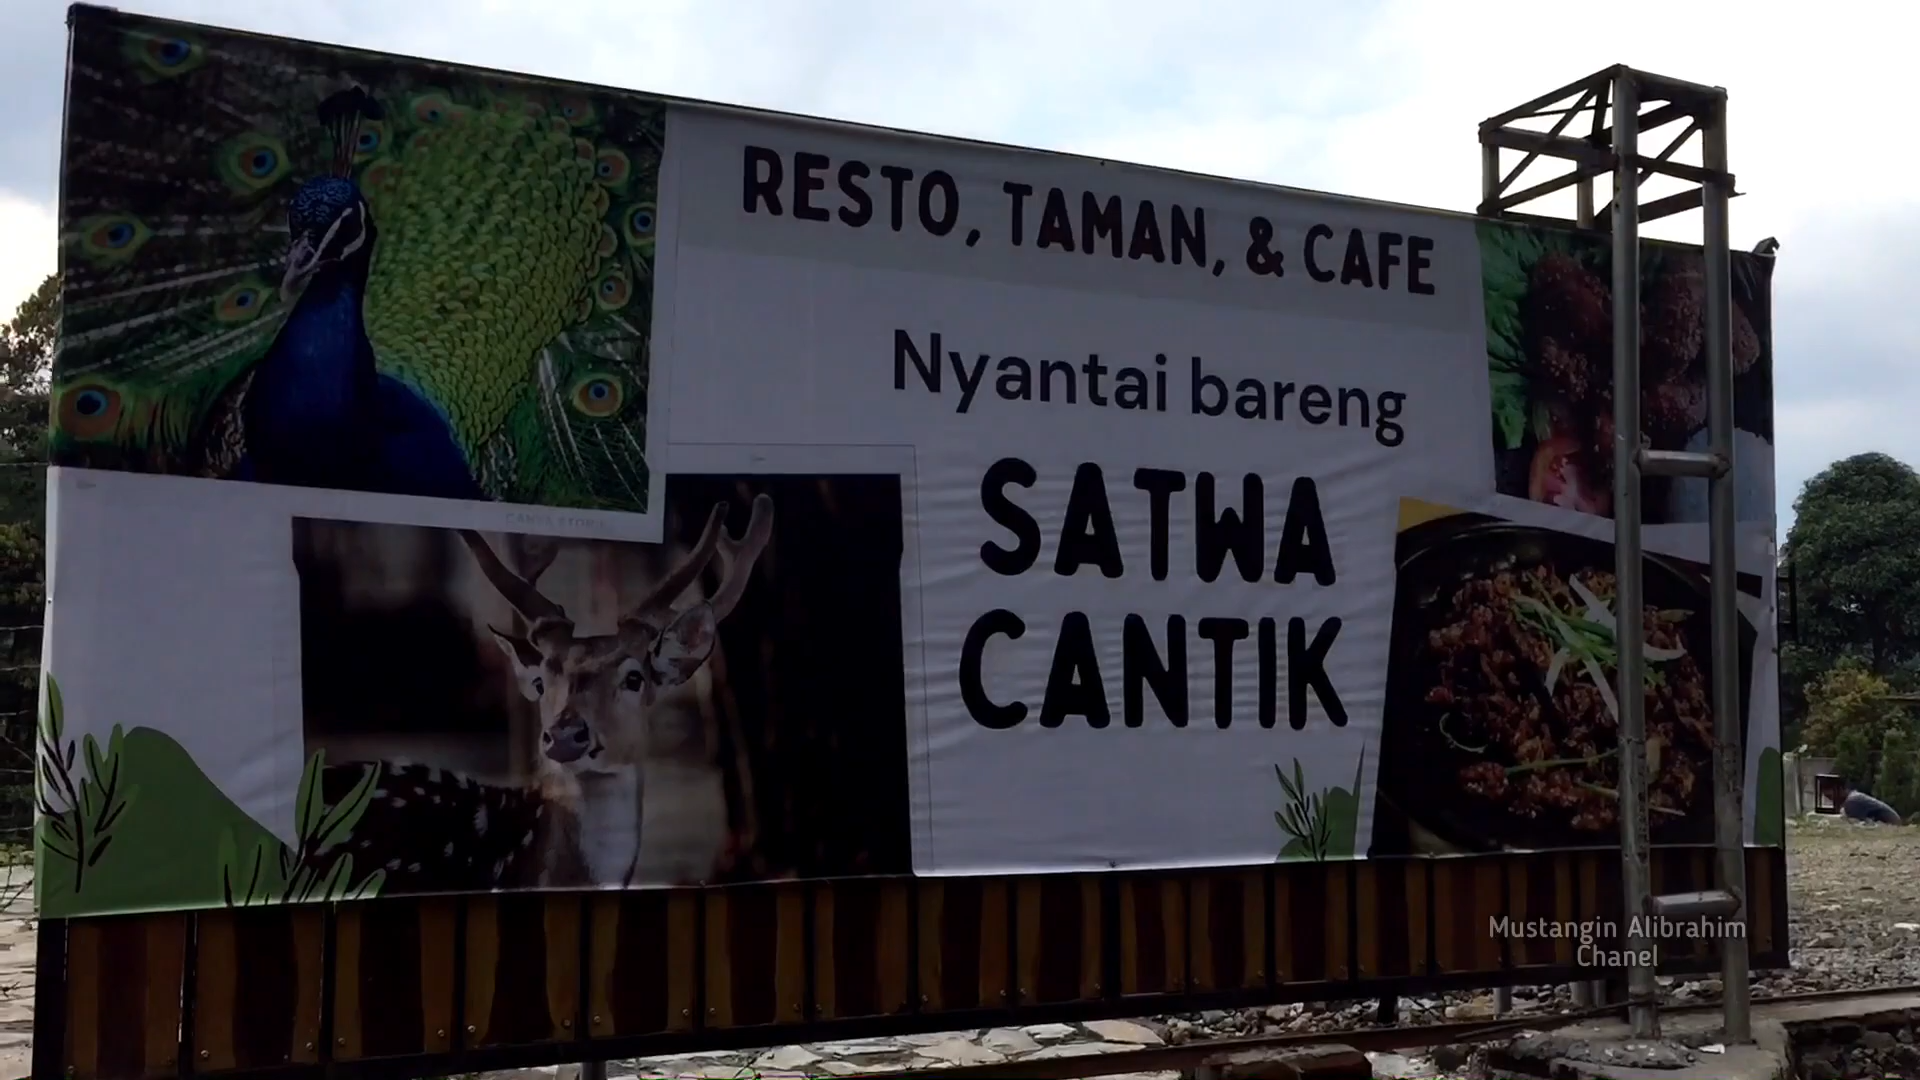 RESTO, TAMAN, & CAFE
Nyantai bareng
SATWA
CANTIK
Mustangin Alibrahim
Chanel